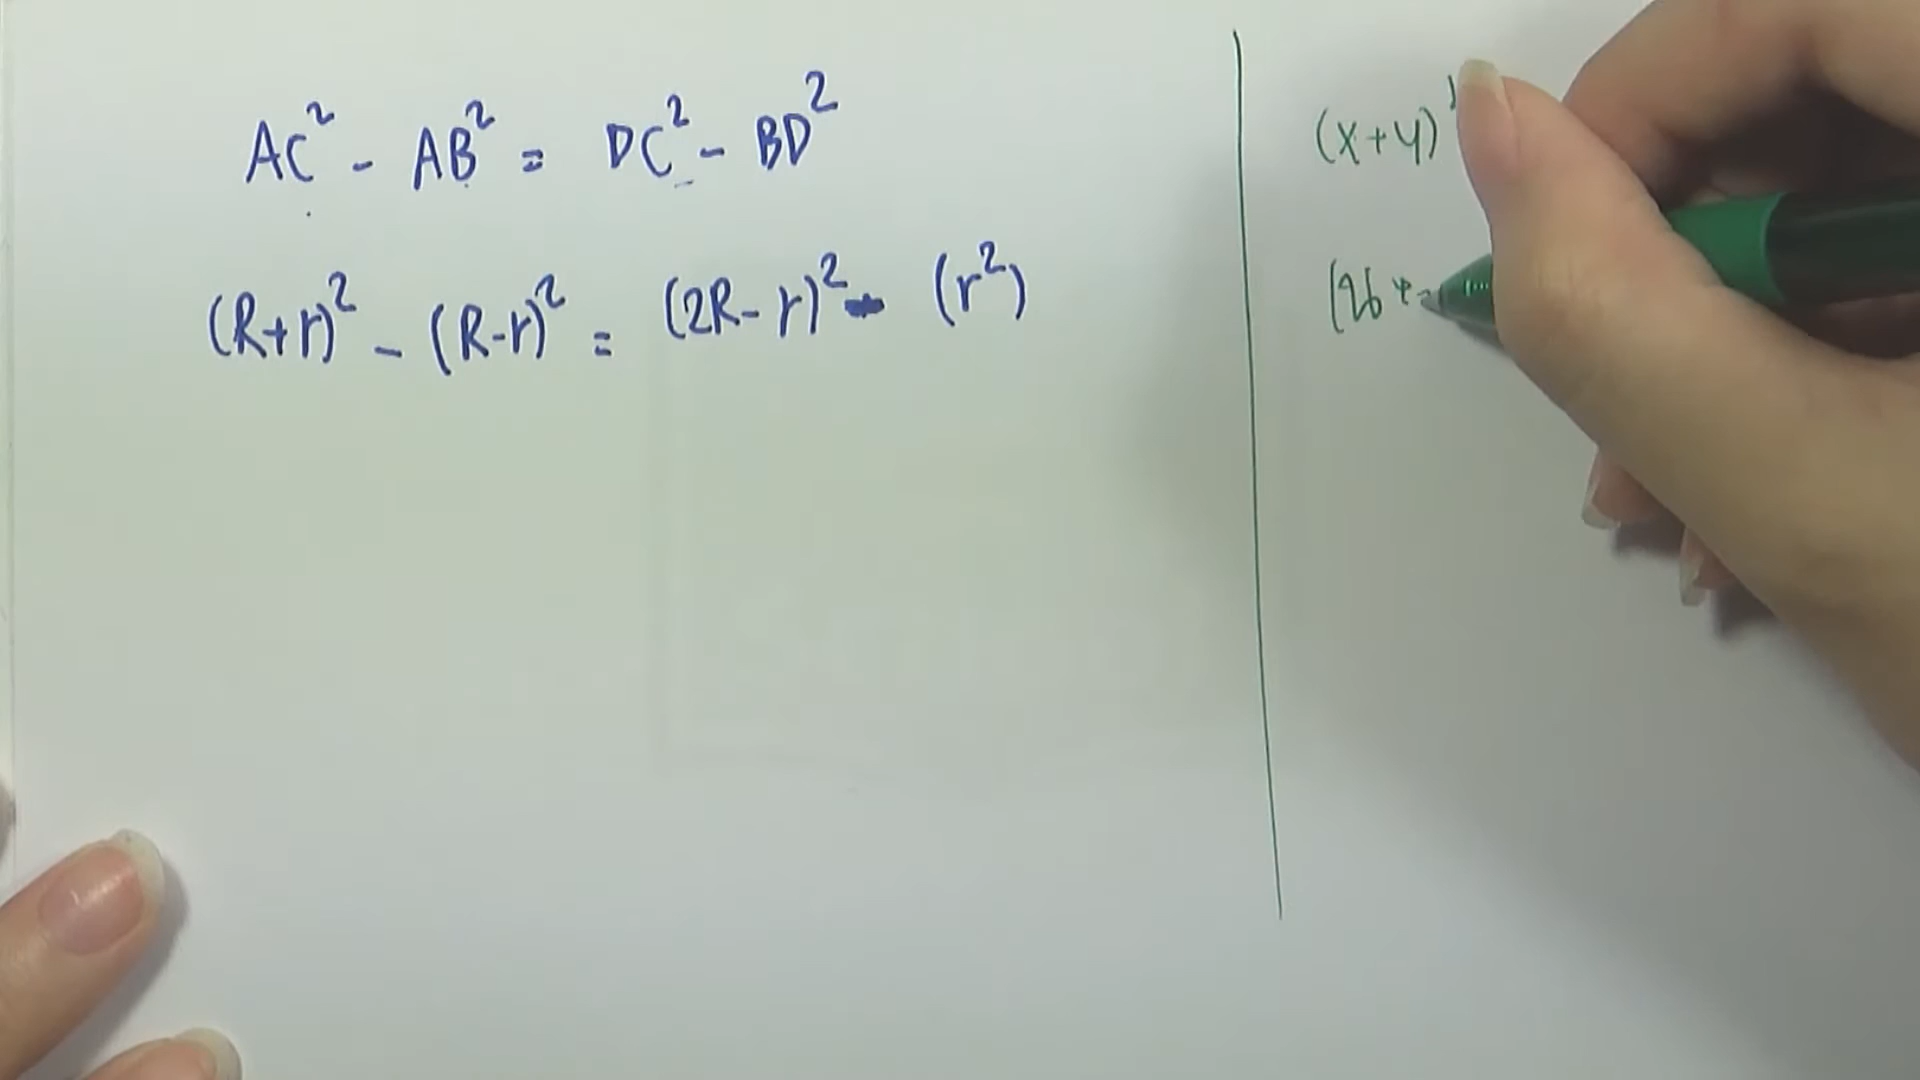 AC² - AB² = DC² - BD²
(R+r)² - (R-r)² = (2R-r)² - (r²)
(x+y)